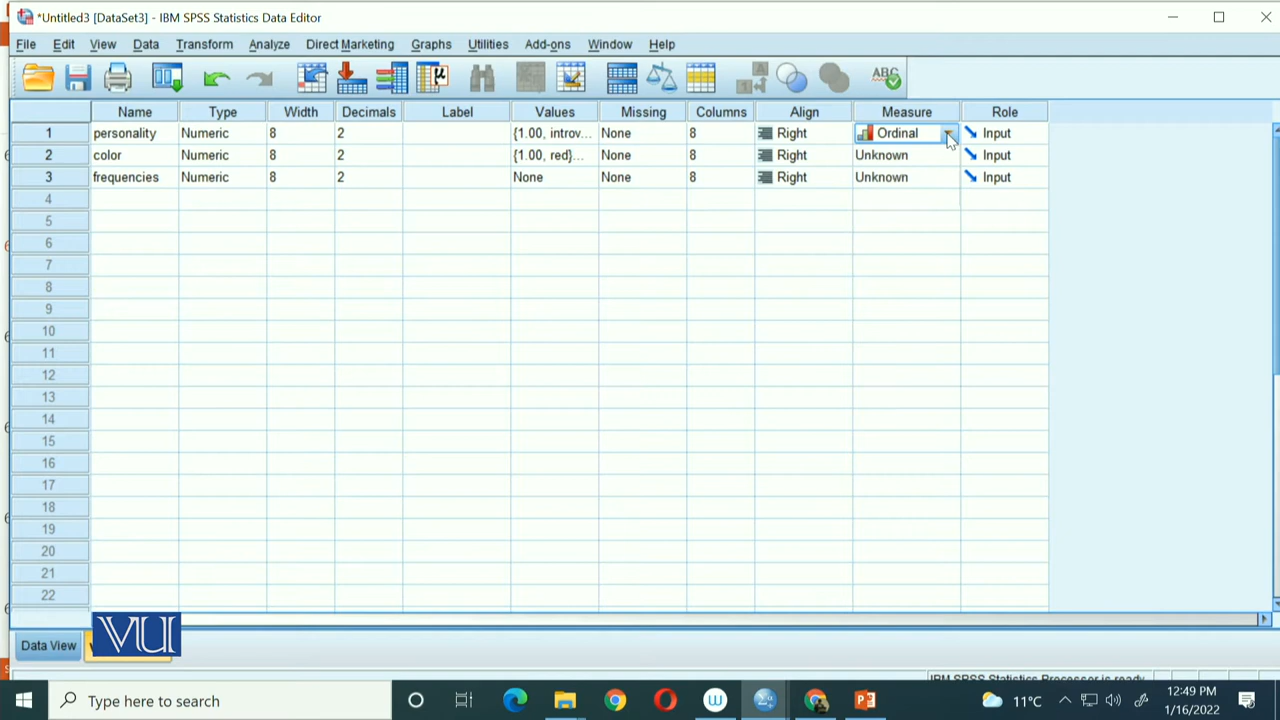 *Untitled3 [DataSet3] - IBM SPSS Statistics Data Editor
File Edit View Data Transform Analyze Direct Marketing Graphs Utilities Add-ons Window Help
Name Type Width Decimals Label Values Missing Columns Align Measure Role
1 personality Numeric 8 2 {1.00, introv... None 8 Right Ordinal Input
2 color Numeric 8 2 {1.00, red}... None 8 Right Unknown Input
3 frequencies Numeric 8 2 None None 8 Right Unknown Input
4
5
6
7
8
9
10
11
12
13
14
15
16
17
18
19
20
21
22
VU
Data View
IBM SPSS Statistics Processor is ready
Type here to search
11°C
12:49 PM
1/16/2022